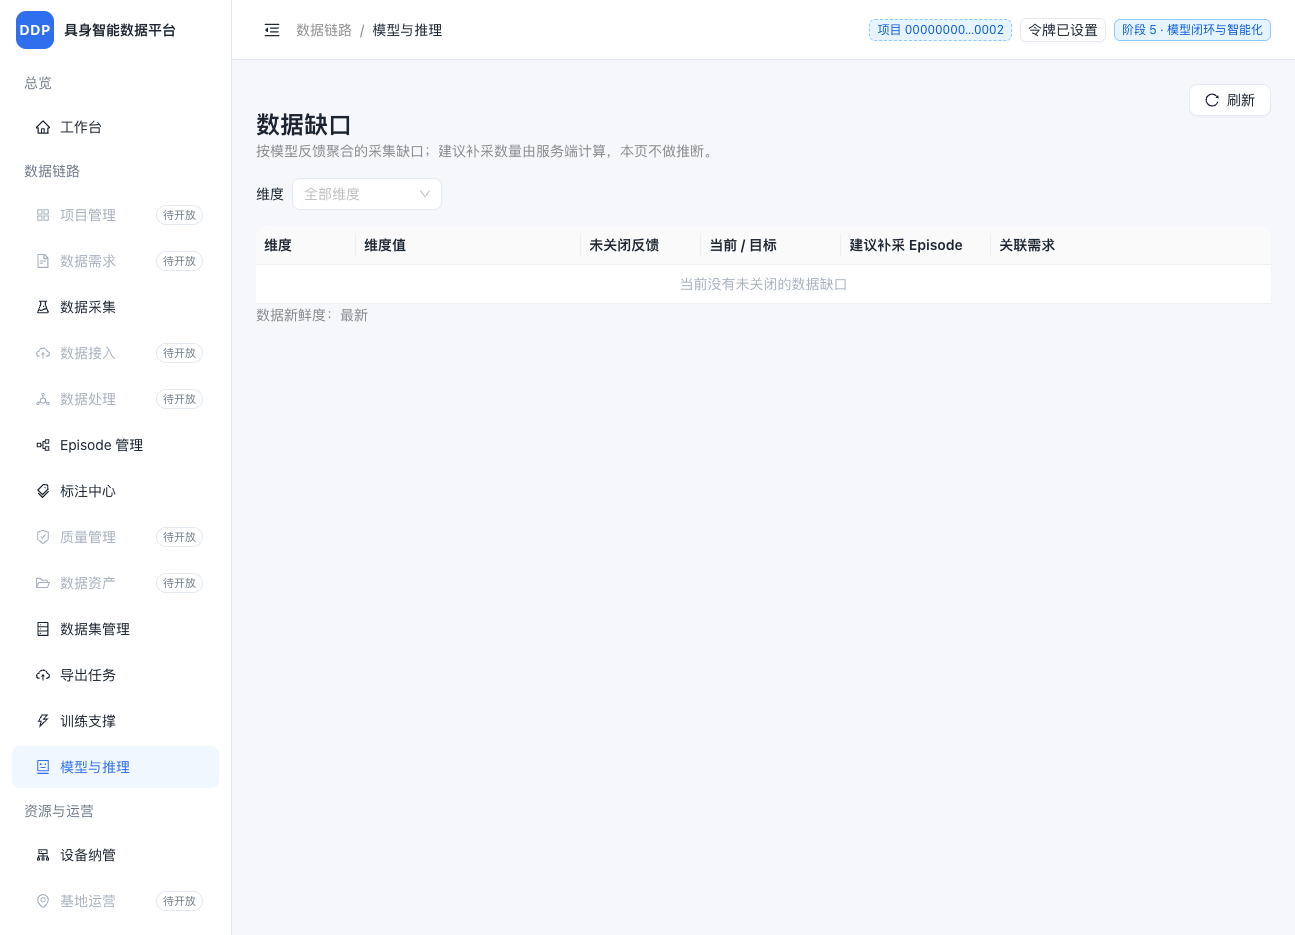 DDP 具身智能数据平台
总览
工作台
数据链路
项目管理 待开放
数据需求 待开放
数据采集
数据接入 待开放
数据处理 待开放
Episode 管理
标注中心
质量管理 待开放
数据资产 待开放
数据集管理
导出任务
训练支撑
模型与推理
资源与运营
设备纳管
基地运营 待开放
数据链路 / 模型与推理
项目 00000000...0002 令牌已设置 阶段 5 · 模型闭环与智能化
刷新
数据缺口
按模型反馈聚合的采集缺口；建议补采数量由服务端计算，本页不做推断。
维度 全部维度
维度 维度值 未关闭反馈 当前 / 目标 建议补采 Episode 关联需求
当前没有未关闭的数据缺口
数据新鲜度：最新